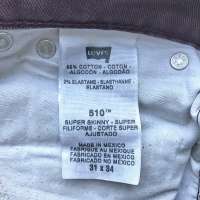 LEVI'S
98% COTTON - COTON -
ALGODÓN - ALGODÃO
2% ELASTANE - ÉLASTHANNE
ELASTANO
510™
SUPER SKINNY - SUPER
FILIFORME - CORTE SUPER
AJUSTADO
MADE IN MEXICO
FABRIQUÉ AU MEXIQUE
FABRICADO EN MÉXICO
FABRICADO NO MÉXICO
31 x 34